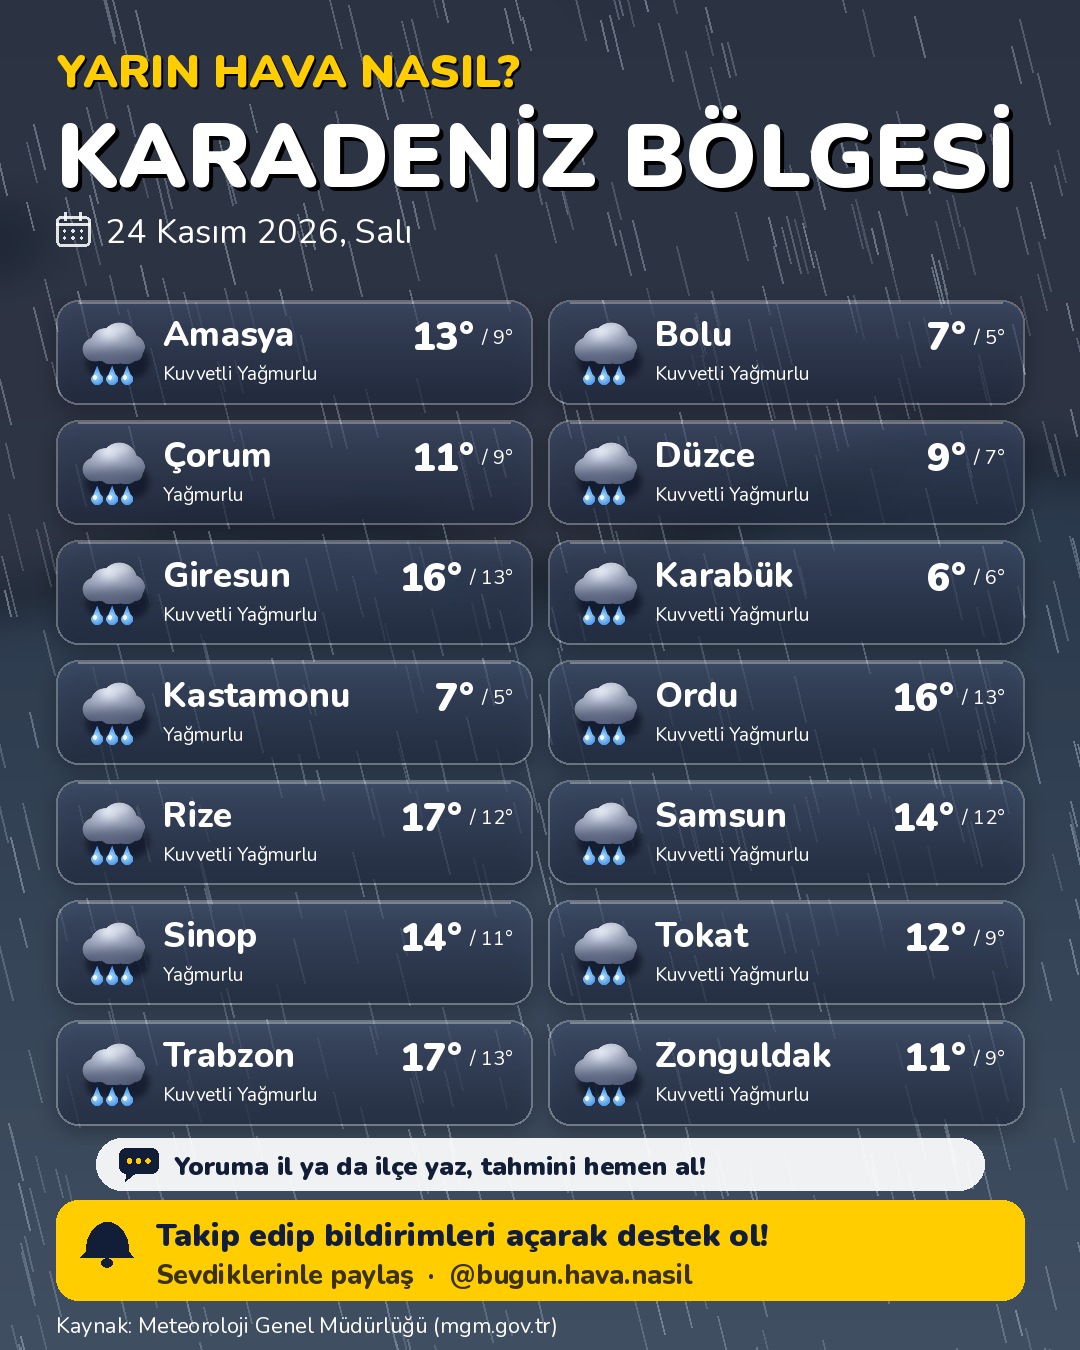 YARIN HAVA NASIL?
KARADENİZ BÖLGESİ
24 Kasım 2026, Salı
Amasya 13° / 9°
Kuvvetli Yağmurlu
Bolu 7° / 5°
Kuvvetli Yağmurlu
Çorum 11° / 9°
Yağmurlu
Düzce 9° / 7°
Kuvvetli Yağmurlu
Giresun 16° / 13°
Kuvvetli Yağmurlu
Karabük 6° / 6°
Kuvvetli Yağmurlu
Kastamonu 7° / 5°
Yağmurlu
Ordu 16° / 13°
Kuvvetli Yağmurlu
Rize 17° / 12°
Kuvvetli Yağmurlu
Samsun 14° / 12°
Kuvvetli Yağmurlu
Sinop 14° / 11°
Yağmurlu
Tokat 12° / 9°
Kuvvetli Yağmurlu
Trabzon 17° / 13°
Kuvvetli Yağmurlu
Zonguldak 11° / 9°
Kuvvetli Yağmurlu
Yoruma il ya da ilçe yaz, tahmini hemen al!
Takip edip bildirimleri açarak destek ol!
Sevdiklerinle paylaş · @bugun.hava.nasil
Kaynak: Meteoroloji Genel Müdürlüğü (mgm.gov.tr)